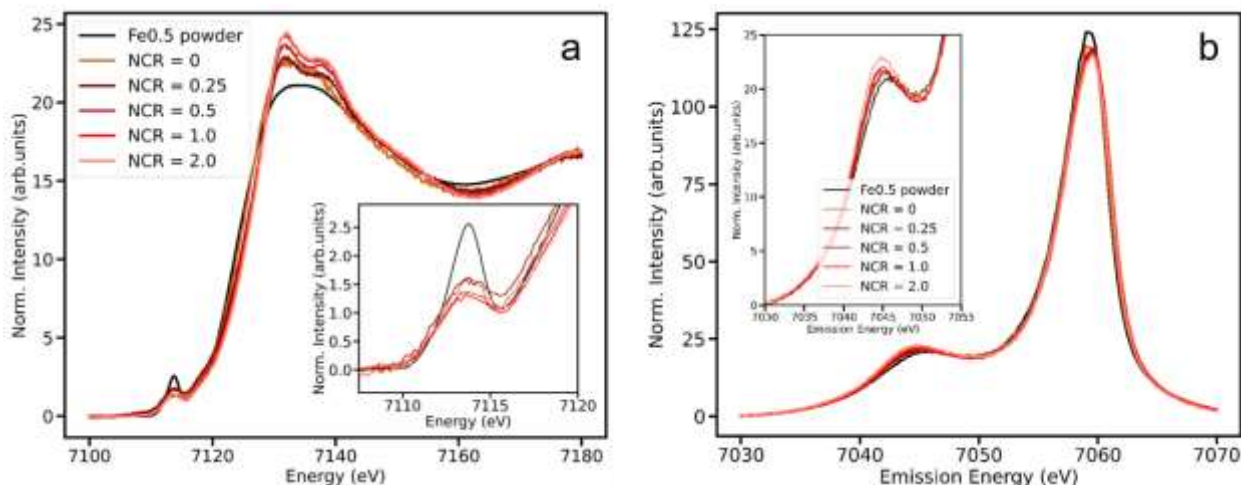 a
Fe0.5 powder
NCR = 0
NCR = 0.25
NCR = 0.5
NCR = 1.0
NCR = 2.0
Norm. Intensity (arb.units)
25
20
15
10
5
0
7100
7120
7140
7160
7180
Energy (eV)
Norm. Intensity (arb.units)
2.5
2.0
1.5
1.0
0.5
0.0
7110
7115
7120
Energy (eV)
b
Norm. Intensity (arb.units)
125
100
75
50
25
0
7030
7040
7050
7060
7070
Emission Energy (eV)
Norm. Intensity (arb.units)
25
20
15
10
5
0
7030
7035
7040
7045
7050
7055
Emission Energy (eV)
Fe0.5 powder
NCR = 0
NCR = 0.25
NCR = 0.5
NCR = 1.0
NCR = 2.0